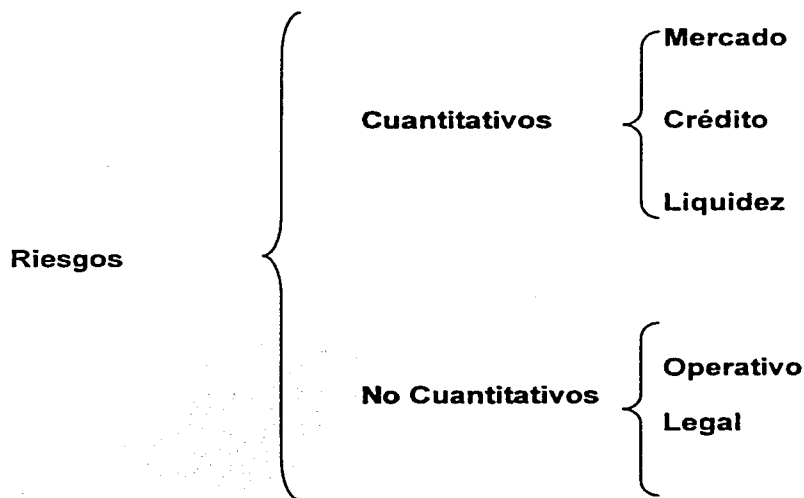 Mercado
Cuantitativos
Crédito
Liquidez
Riesgos
Operativo
No Cuantitativos
Legal